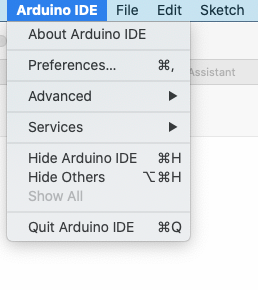 Arduino IDE File Edit Sketch
About Arduino IDE
Preferences... ⌘,
Assistant
Advanced ▶
Services ▶
Hide Arduino IDE ⌘H
Hide Others ⌥⌘H
Show All
Quit Arduino IDE ⌘Q